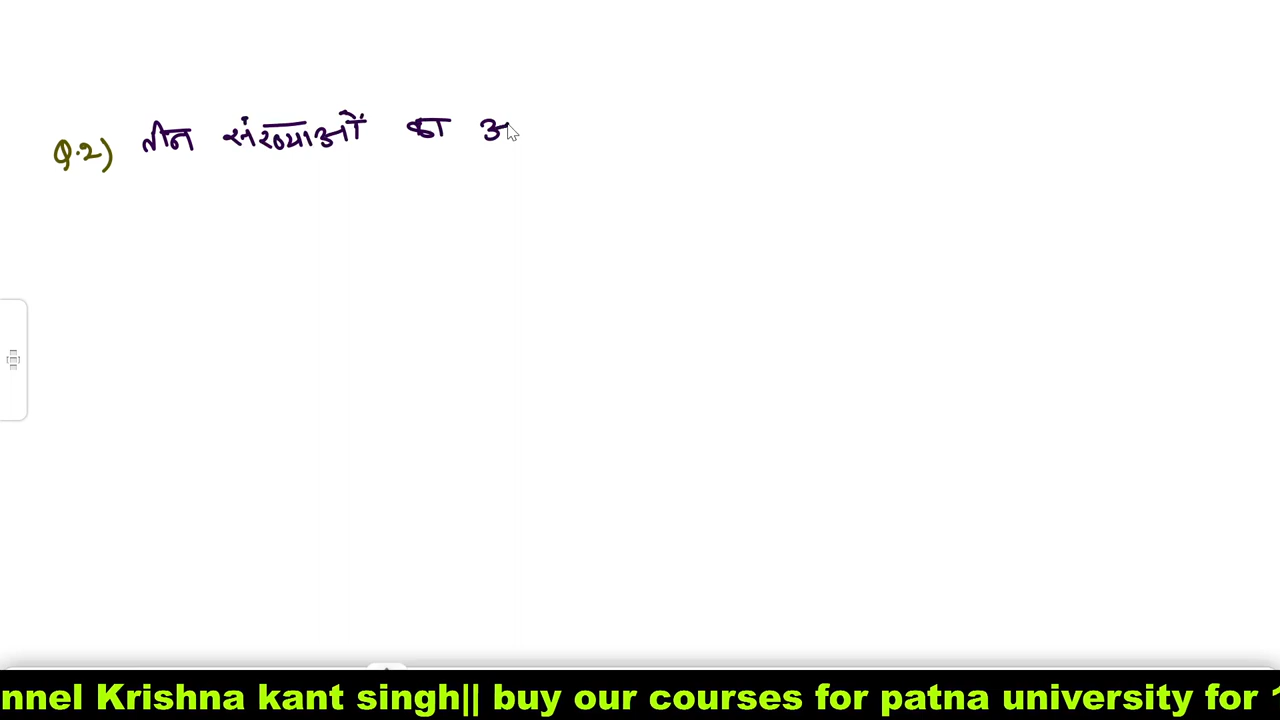 Q.2) तीन संख्याओं का अ
nnel Krishna kant singh|| buy our courses for patna university for